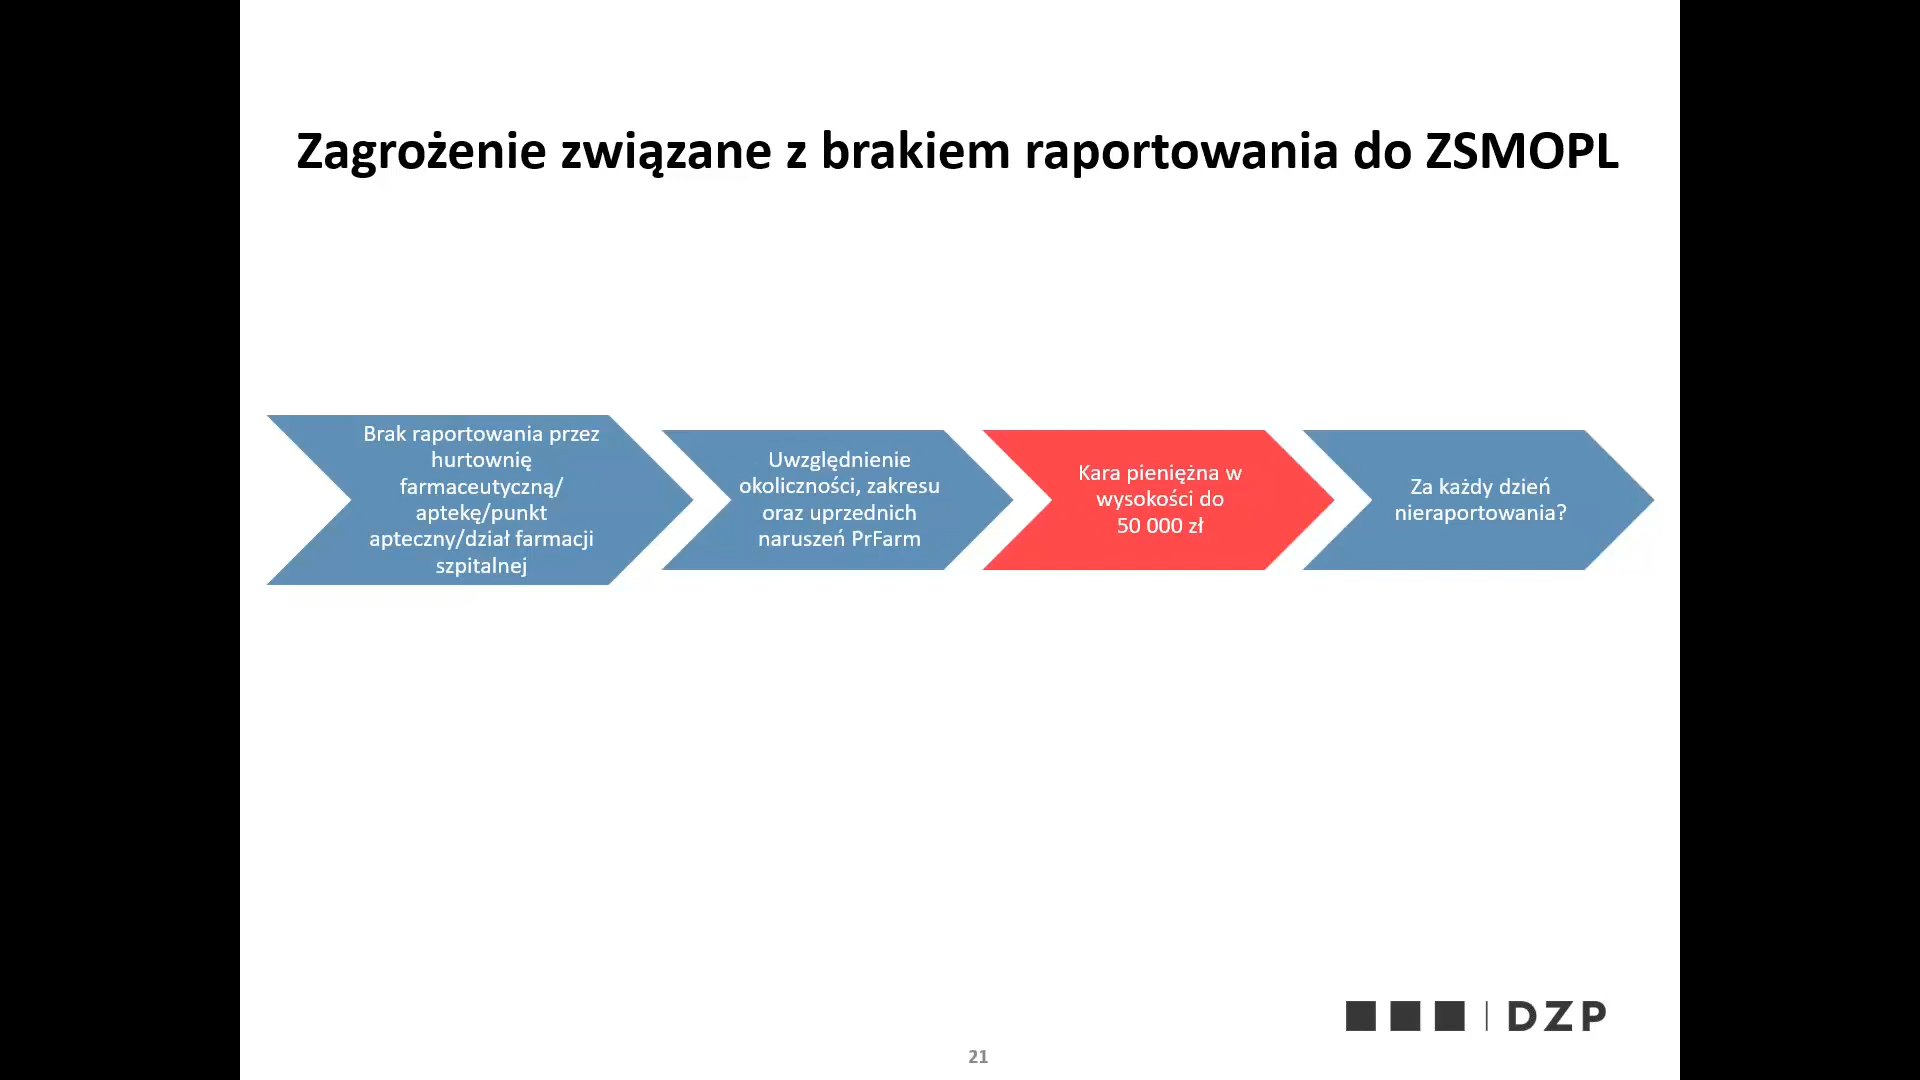 Zagrożenie związane z brakiem raportowania do ZSMOPL
Brak raportowania przez
hurtownię
farmaceutyczną/
aptekę/punkt
apteczny/dział farmacji
szpitalnej
Uwzględnienie
okoliczności, zakresu
oraz uprzednich
naruszeń PrFarm
Kara pieniężna w
wysokości do
50 000 zł
Za każdy dzień
nieraportowania?
DZP
21